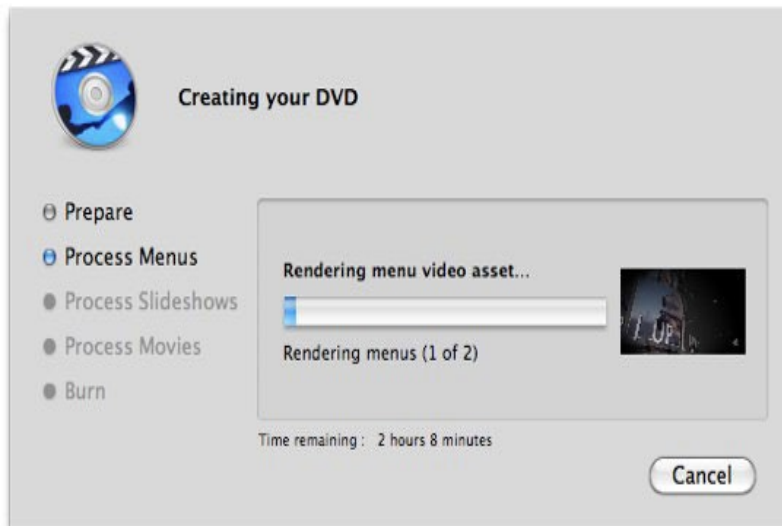 Creating your DVD
Prepare
Process Menus
Process Slideshows
Process Movies
Burn
Rendering menu video asset...
Rendering menus (1 of 2)
UP
Time remaining : 2 hours 8 minutes
Cancel